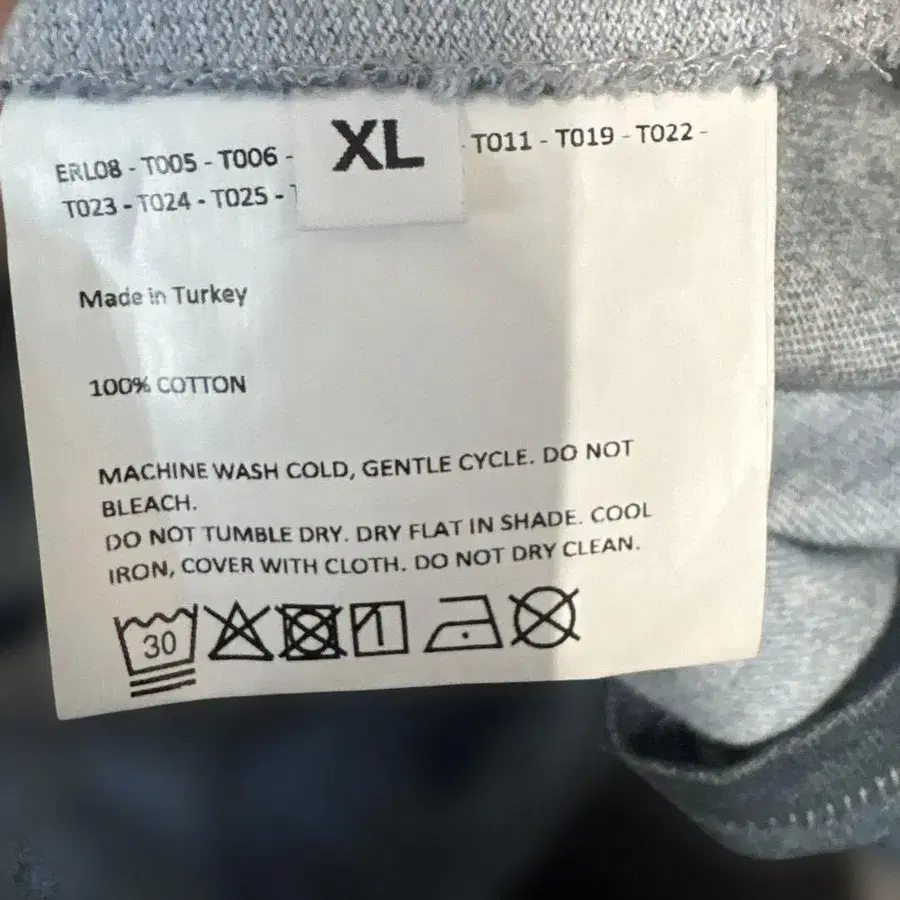 ERL08 - T005 - T006 - XL - T011 - T019 - T022 -
T023 - T024 - T025 -
Made in Turkey
100% COTTON
MACHINE WASH COLD, GENTLE CYCLE. DO NOT
BLEACH.
DO NOT TUMBLE DRY. DRY FLAT IN SHADE. COOL
IRON, COVER WITH CLOTH. DO NOT DRY CLEAN.
30